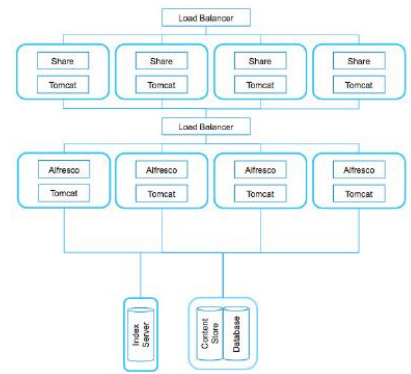 Load Balancer
Share Share Share Share
Tomcat Tomcat Tomcat Tomcat
Load Balancer
Alfresco Alfresco Alfresco Alfresco
Tomcat Tomcat Tomcat Tomcat
Index
Server
Content
Store
Database